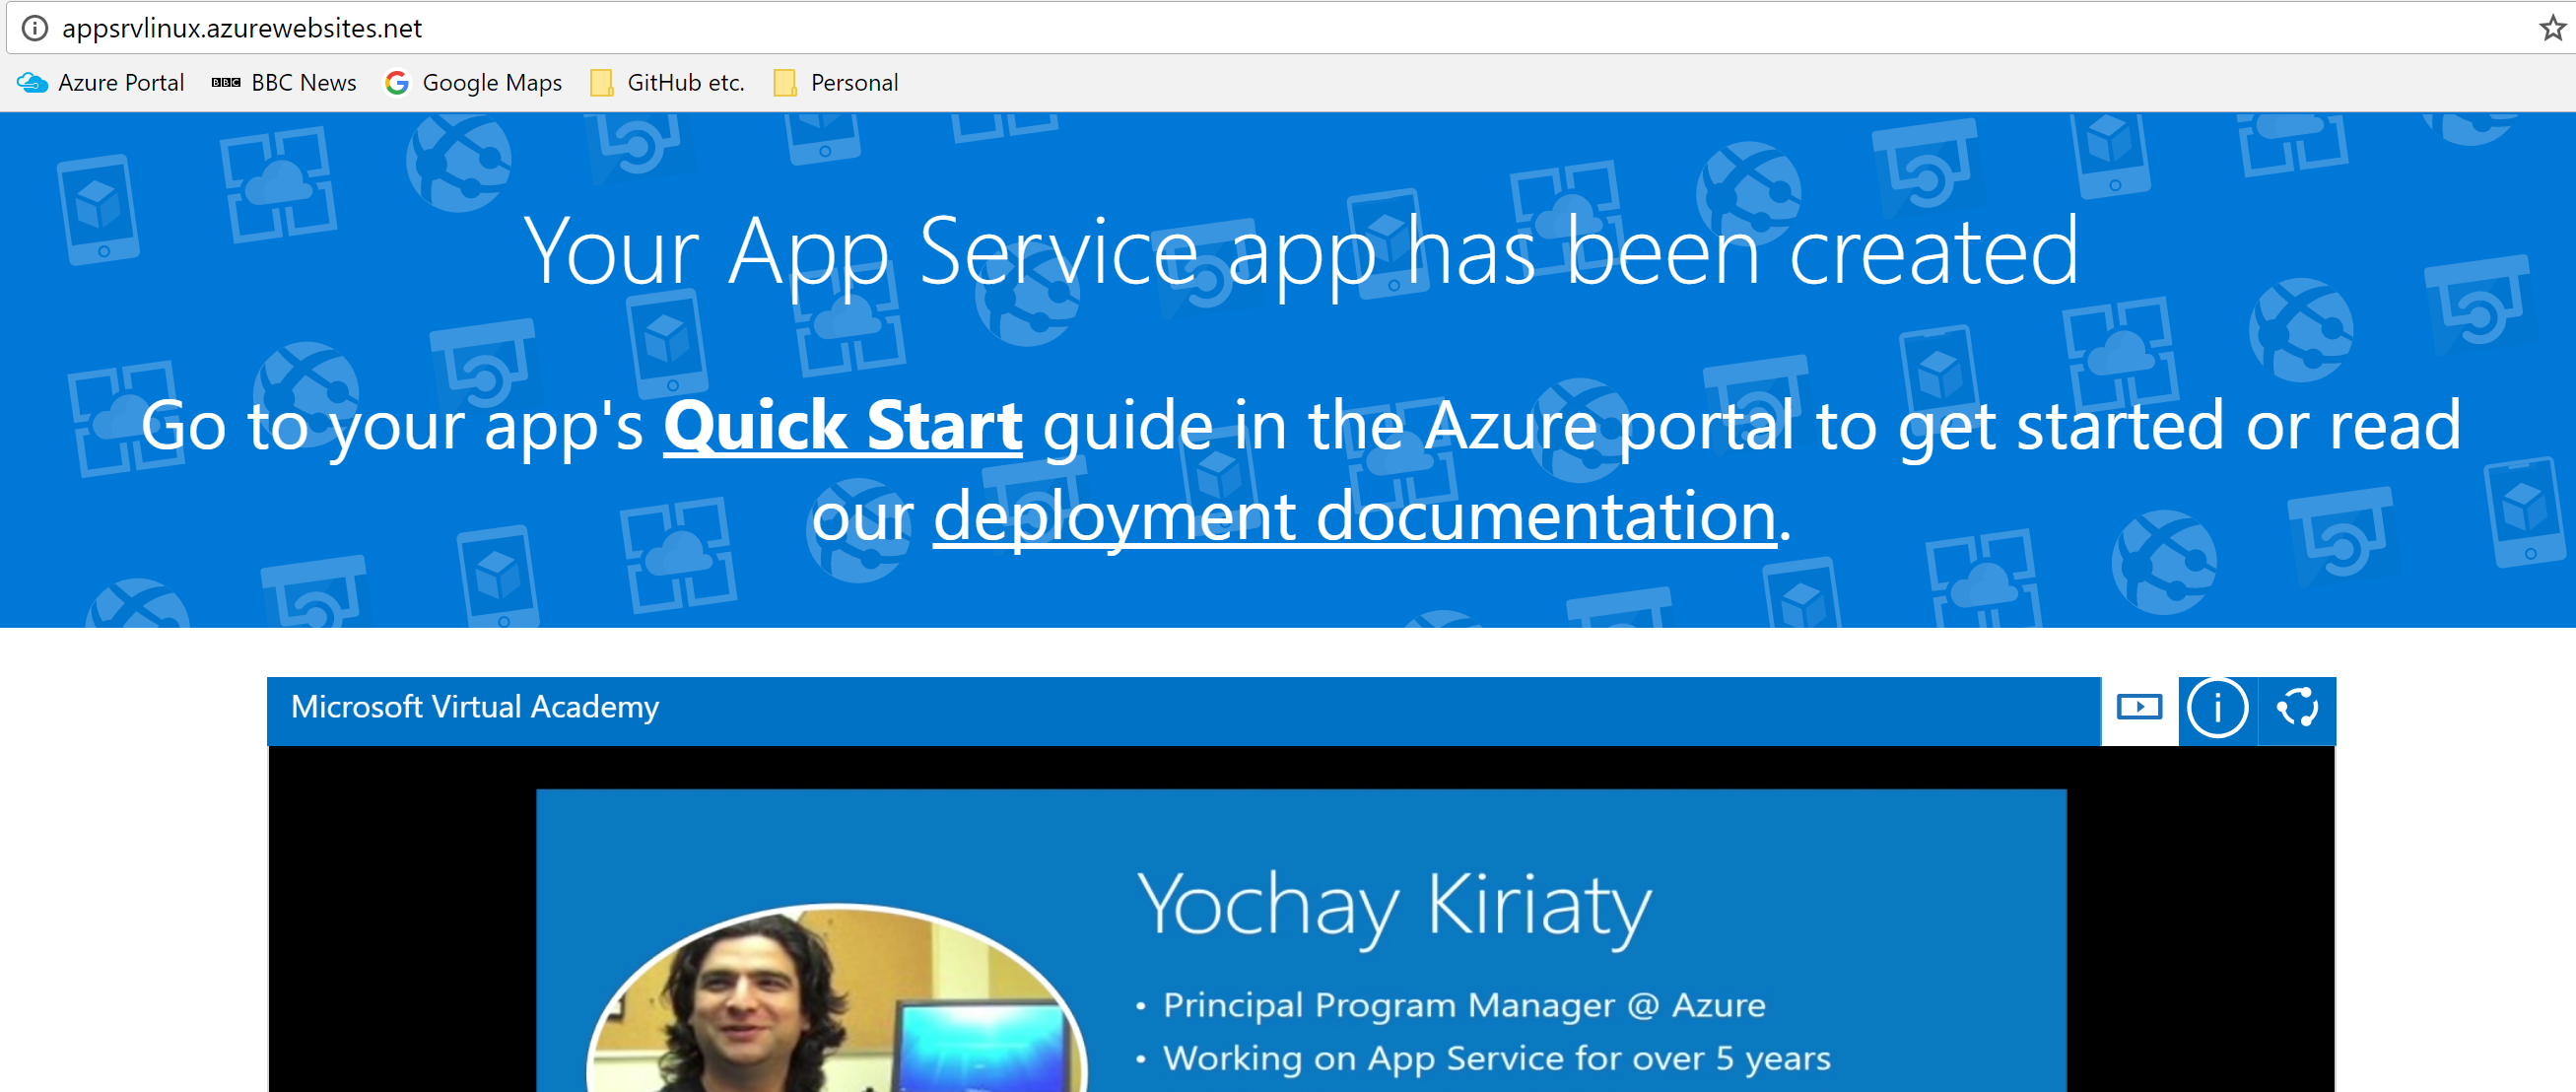 appsrvlinux.azurewebsites.net
Azure Portal BBC BBC News Google Maps GitHub etc. Personal
Your App Service app has been created
Go to your app's Quick Start guide in the Azure portal to get started or read
our deployment documentation.
Microsoft Virtual Academy
Yochay Kiriaty
• Principal Program Manager @ Azure
• Working on App Service for over 5 years